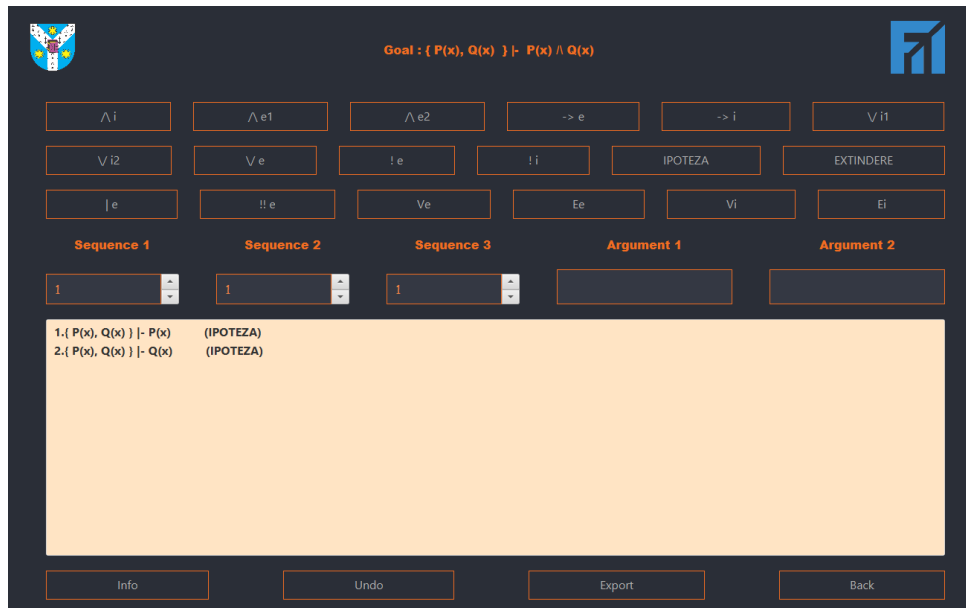 Goal : { P(x), Q(x) } |- P(x) /\ Q(x)
/\ i /\ e1 /\ e2 -> e -> i \/ i1
\/ i2 \/ e ! e ! i IPOTEZA EXTINDERE
| e !! e Ve Ee Vi Ei
Sequence 1 Sequence 2 Sequence 3 Argument 1 Argument 2
1 1 1
1.{ P(x), Q(x) } |- P(x) (IPOTEZA)
2.{ P(x), Q(x) } |- Q(x) (IPOTEZA)
Info Undo Export Back